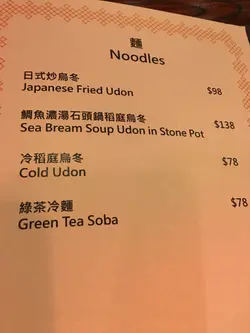 麵
Noodles
日式炒烏冬
Japanese Fried Udon $98
鯛魚濃湯石頭鍋稻庭烏冬
Sea Bream Soup Udon in Stone Pot $138
冷稻庭烏冬
Cold Udon $78
綠茶冷麵
Green Tea Soba $78